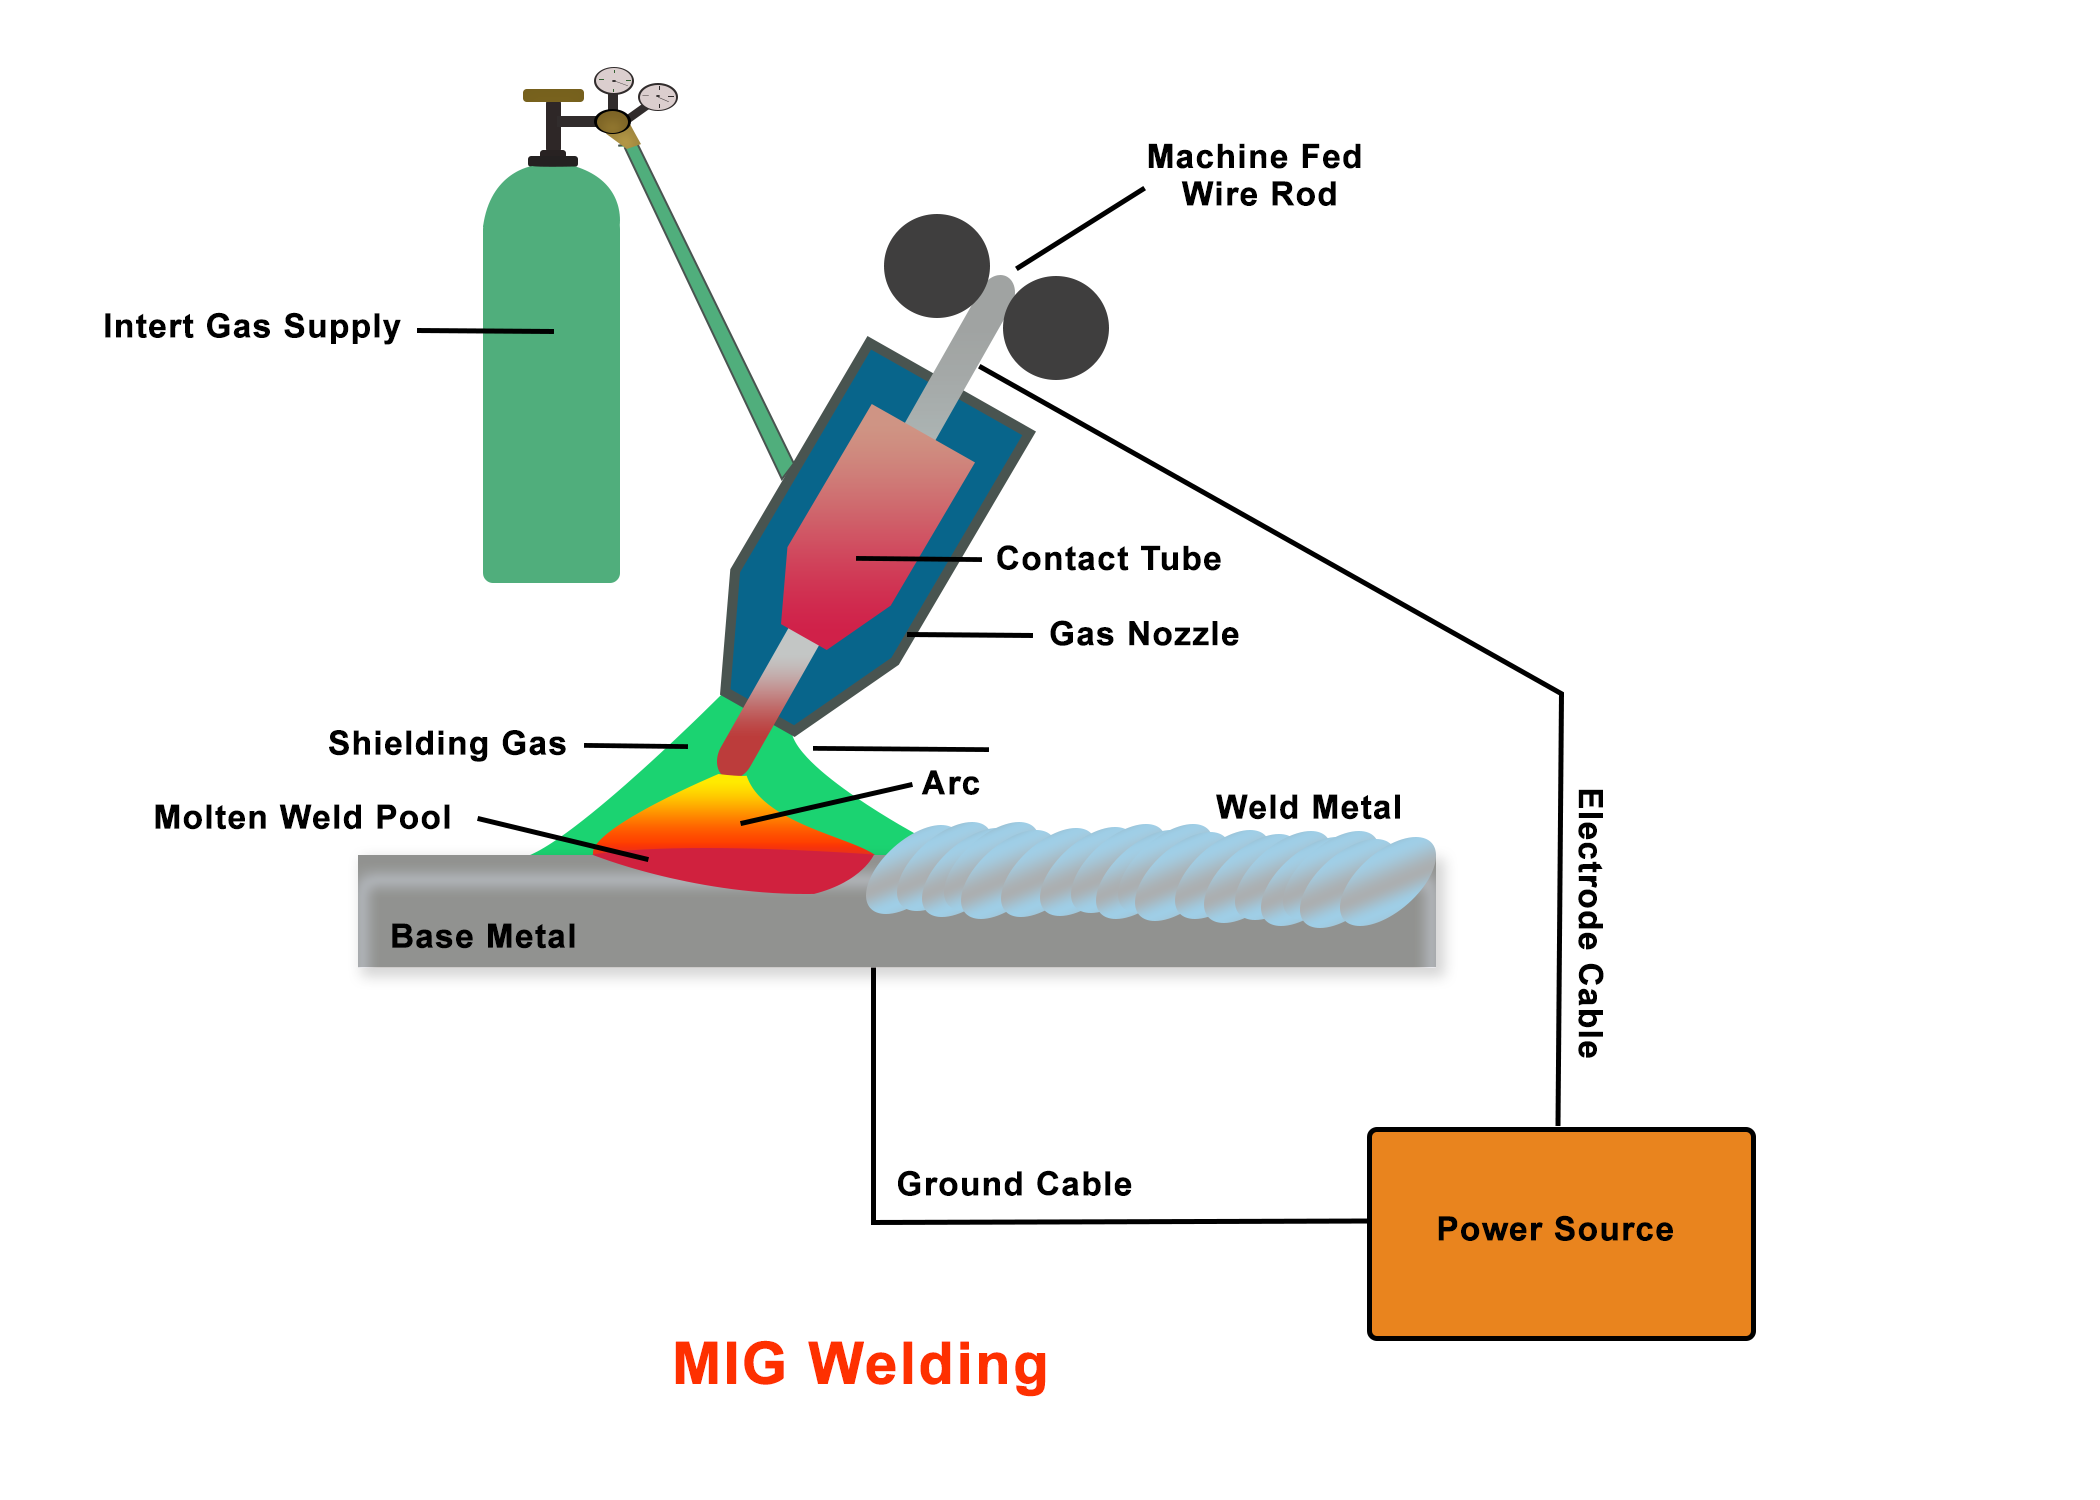 Machine Fed
Wire Rod
Intert Gas Supply
Contact Tube
Gas Nozzle
Shielding Gas
Arc
Molten Weld Pool
Weld Metal
Electrode Cable
Base Metal
Ground Cable
Power Source
MIG Welding